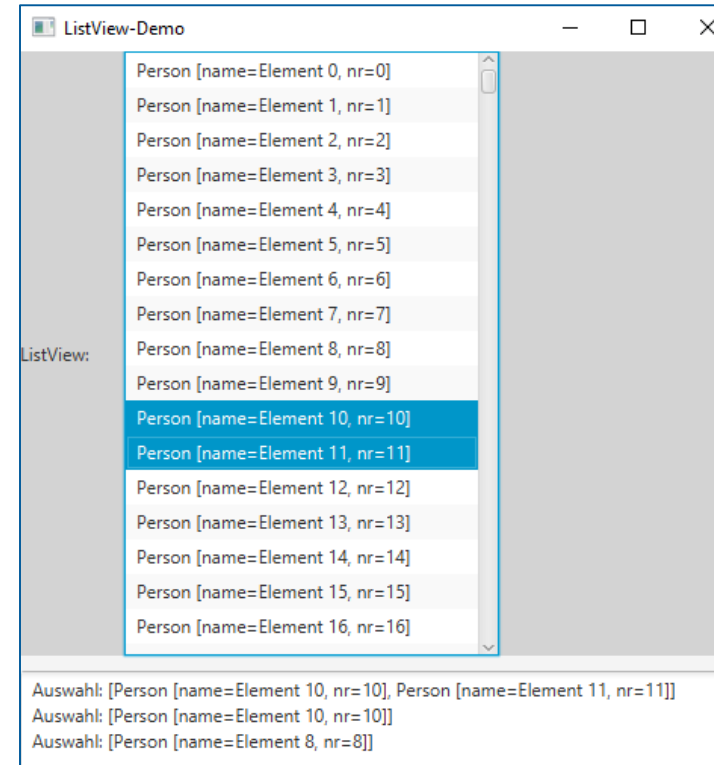 ListView-Demo
Person [name=Element 0, nr=0]
Person [name=Element 1, nr=1]
Person [name=Element 2, nr=2]
Person [name=Element 3, nr=3]
Person [name=Element 4, nr=4]
Person [name=Element 5, nr=5]
Person [name=Element 6, nr=6]
Person [name=Element 7, nr=7]
ListView:
Person [name=Element 8, nr=8]
Person [name=Element 9, nr=9]
Person [name=Element 10, nr=10]
Person [name=Element 11, nr=11]
Person [name=Element 12, nr=12]
Person [name=Element 13, nr=13]
Person [name=Element 14, nr=14]
Person [name=Element 15, nr=15]
Person [name=Element 16, nr=16]
Auswahl: [Person [name=Element 10, nr=10], Person [name=Element 11, nr=11]]
Auswahl: [Person [name=Element 10, nr=10]]
Auswahl: [Person [name=Element 8, nr=8]]